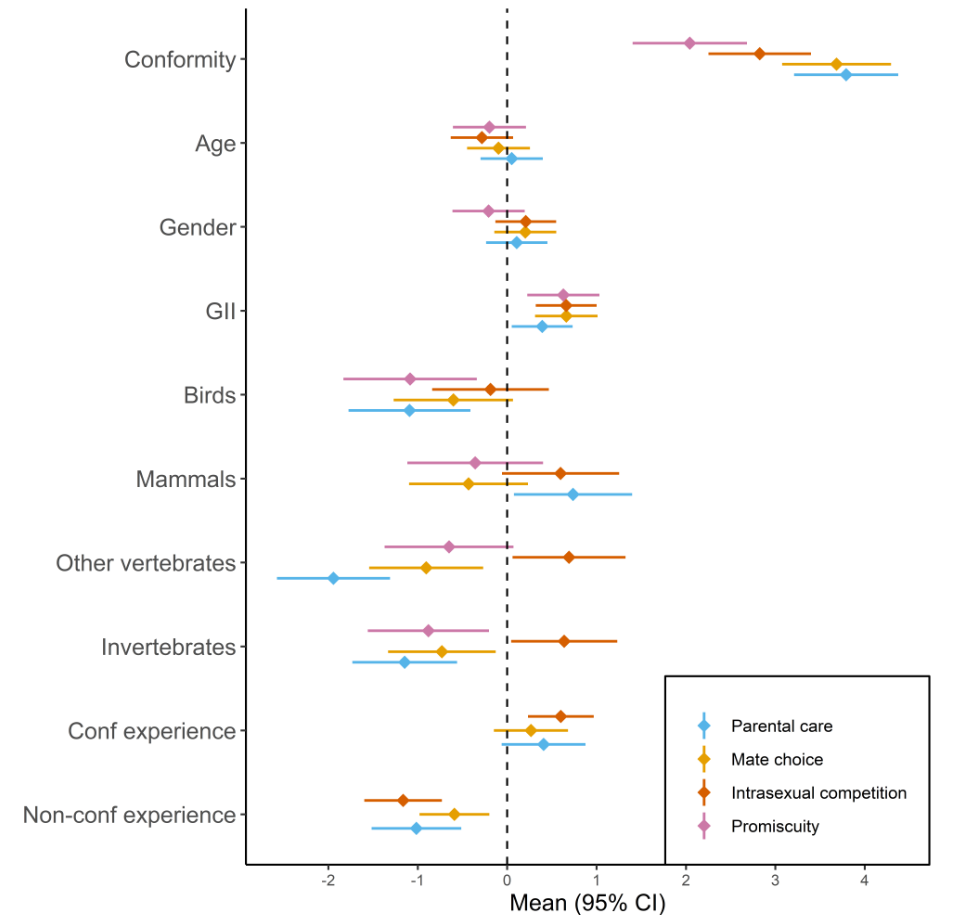 Conformity
Age
Gender
GII
Birds
Mammals
Other vertebrates
Invertebrates
Conf experience
Non-conf experience
Parental care
Mate choice
Intrasexual competition
Promiscuity
-2 -1 0 1 2 3 4
Mean (95% CI)